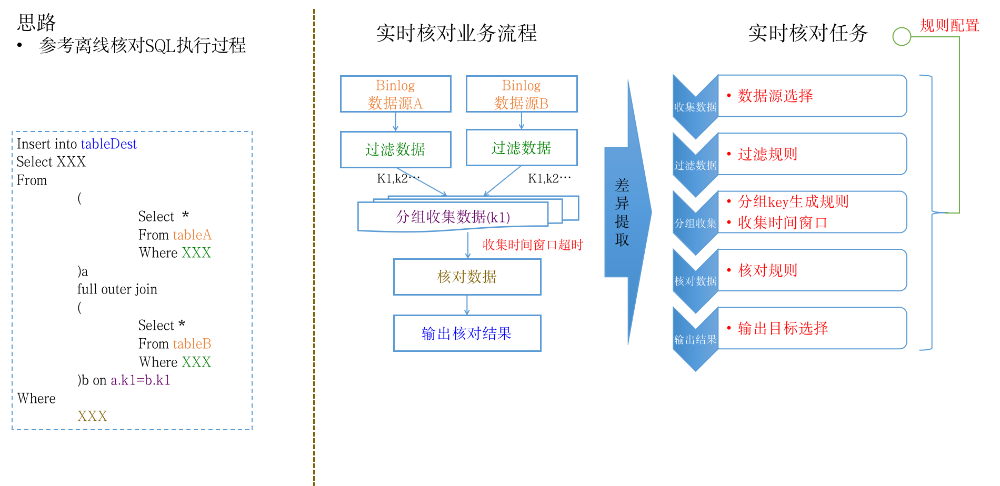 思路
• 参考离线核对SQL执行过程
Insert into tableDest
Select XXX
From
(
Select *
From tableA
Where XXX
)a
full outer join
(
Select *
From tableB
Where XXX
)b on a.k1=b.k1
Where
XXX
实时核对业务流程
Binlog
数据源A
Binlog
数据源B
过滤数据
过滤数据
K1,k2…
K1,k2…
分组收集数据(k1)
收集时间窗口超时
核对数据
输出核对结果
差
异
提
取
实时核对任务
规则配置
收集数据
• 数据源选择
过滤数据
• 过滤规则
分组收集
• 分组key生成规则
• 收集时间窗口
核对数据
• 核对规则
输出结果
• 输出目标选择